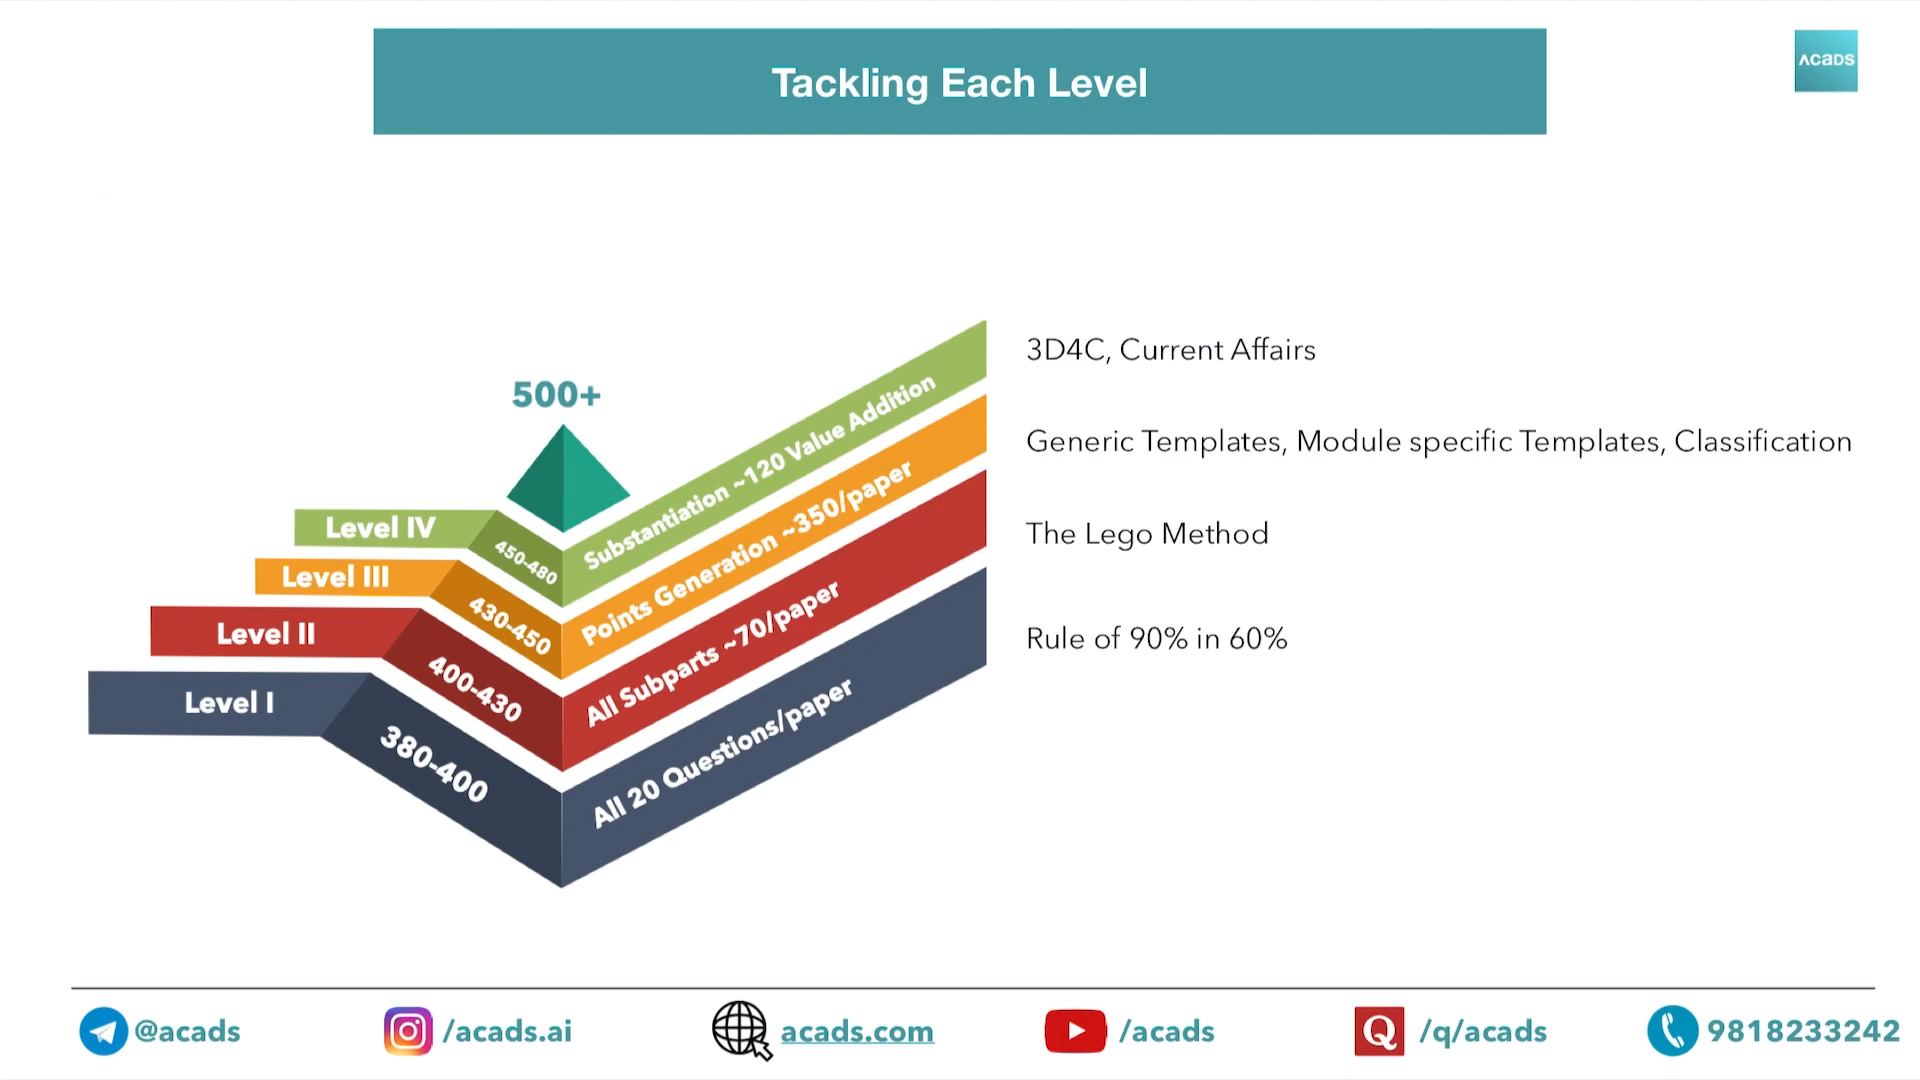 Tackling Each Level
ACADS
3D4C, Current Affairs
Generic Templates, Module specific Templates, Classification
The Lego Method
Rule of 90% in 60%
500+
Level IV
450-480
Substantiation ~120 Value Addition
Level III
430-450
Points Generation ~350/paper
Level II
400-430
All Subparts ~70/paper
Level I
380-400
All 20 Questions/paper
@acads
/acads.ai
acads.com
/acads
Q
/q/acads
9818233242